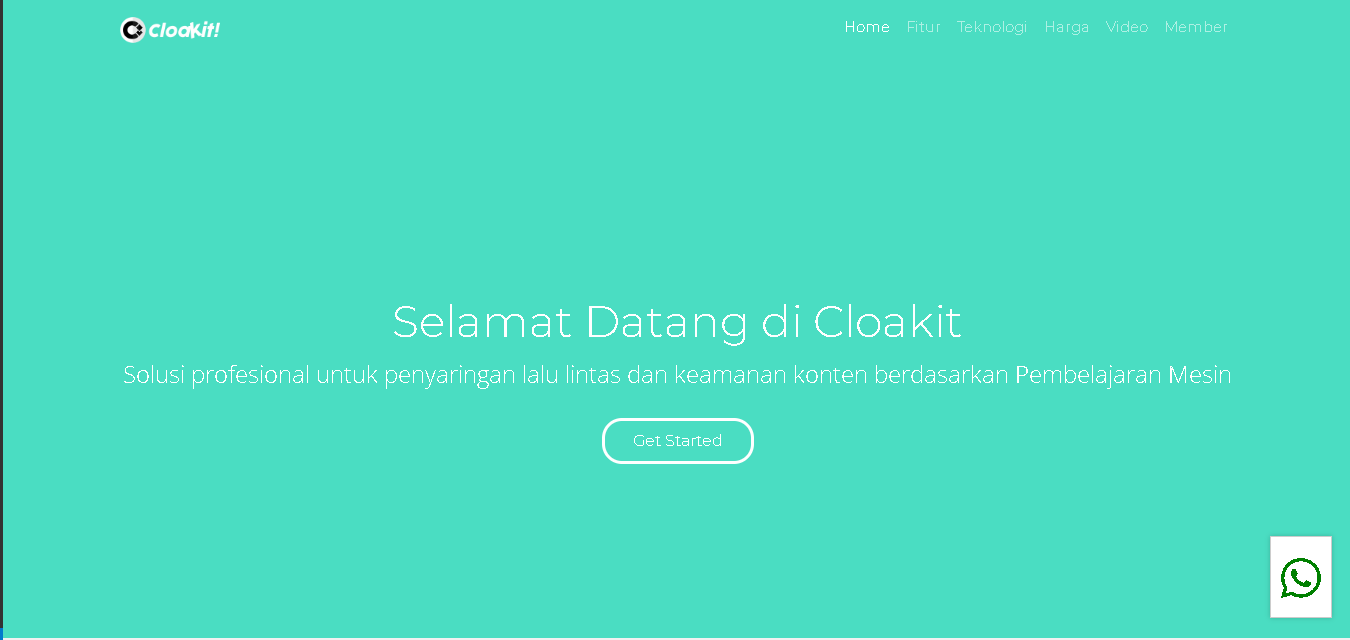 Cloakit!
Home Fitur Teknologi Harga Video Member
Selamat Datang di Cloakit
Solusi profesional untuk penyaringan lalu lintas dan keamanan konten berdasarkan Pembelajaran Mesin
Get Started